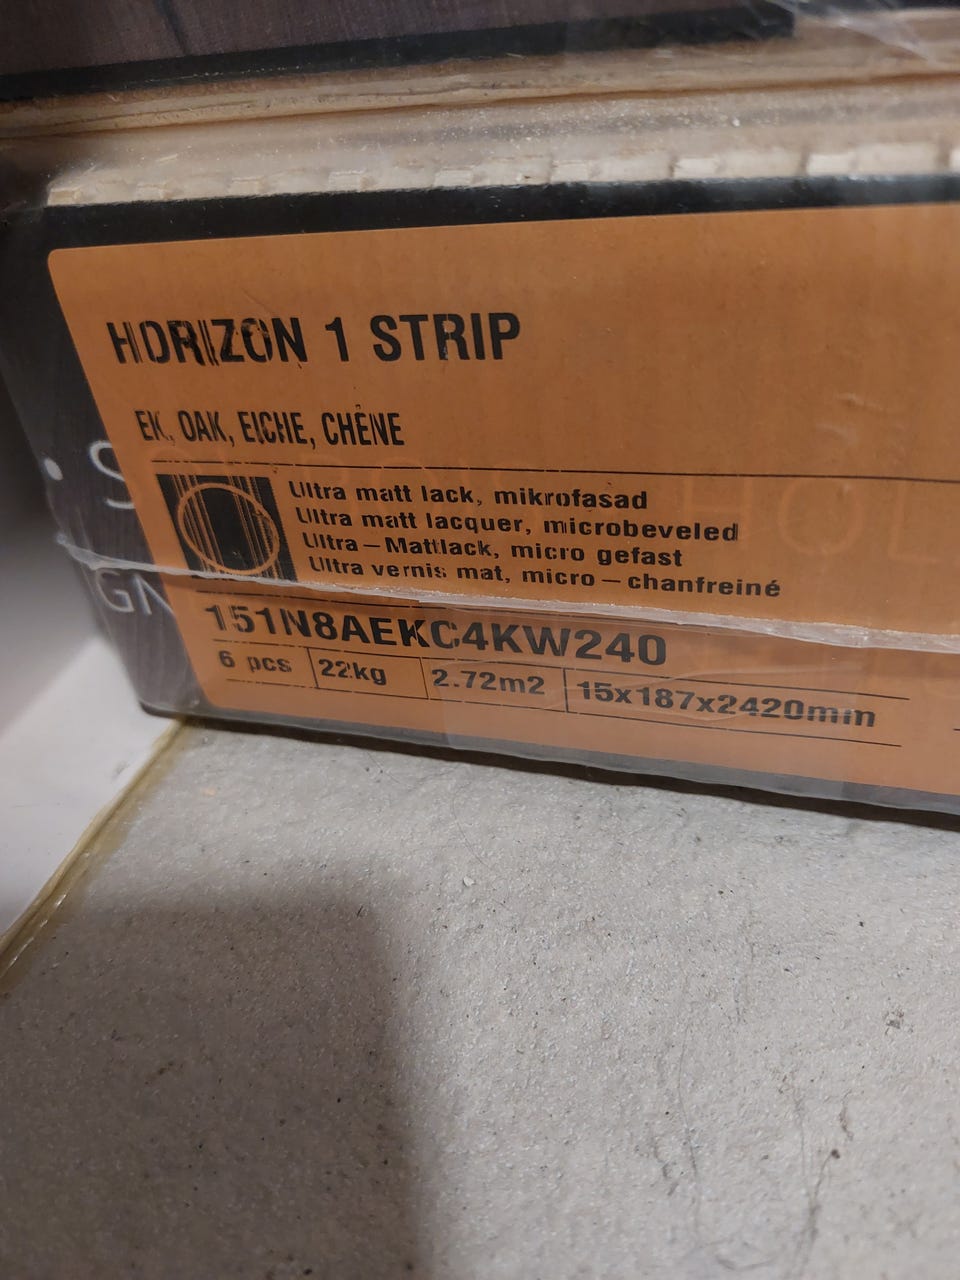 HORIZON 1 STRIP
EK, OAK, EICHE, CHÊNE
Ultra matt lack, mikrofasad
Ultra matt lacquer, microbeveled
Ultra – Mattlack, micro gefast
Ultra vernis mat, micro – chanfreiné
151N8AEKC4KW240
6 pcs 22kg 2.72m2 15x187x2420mm